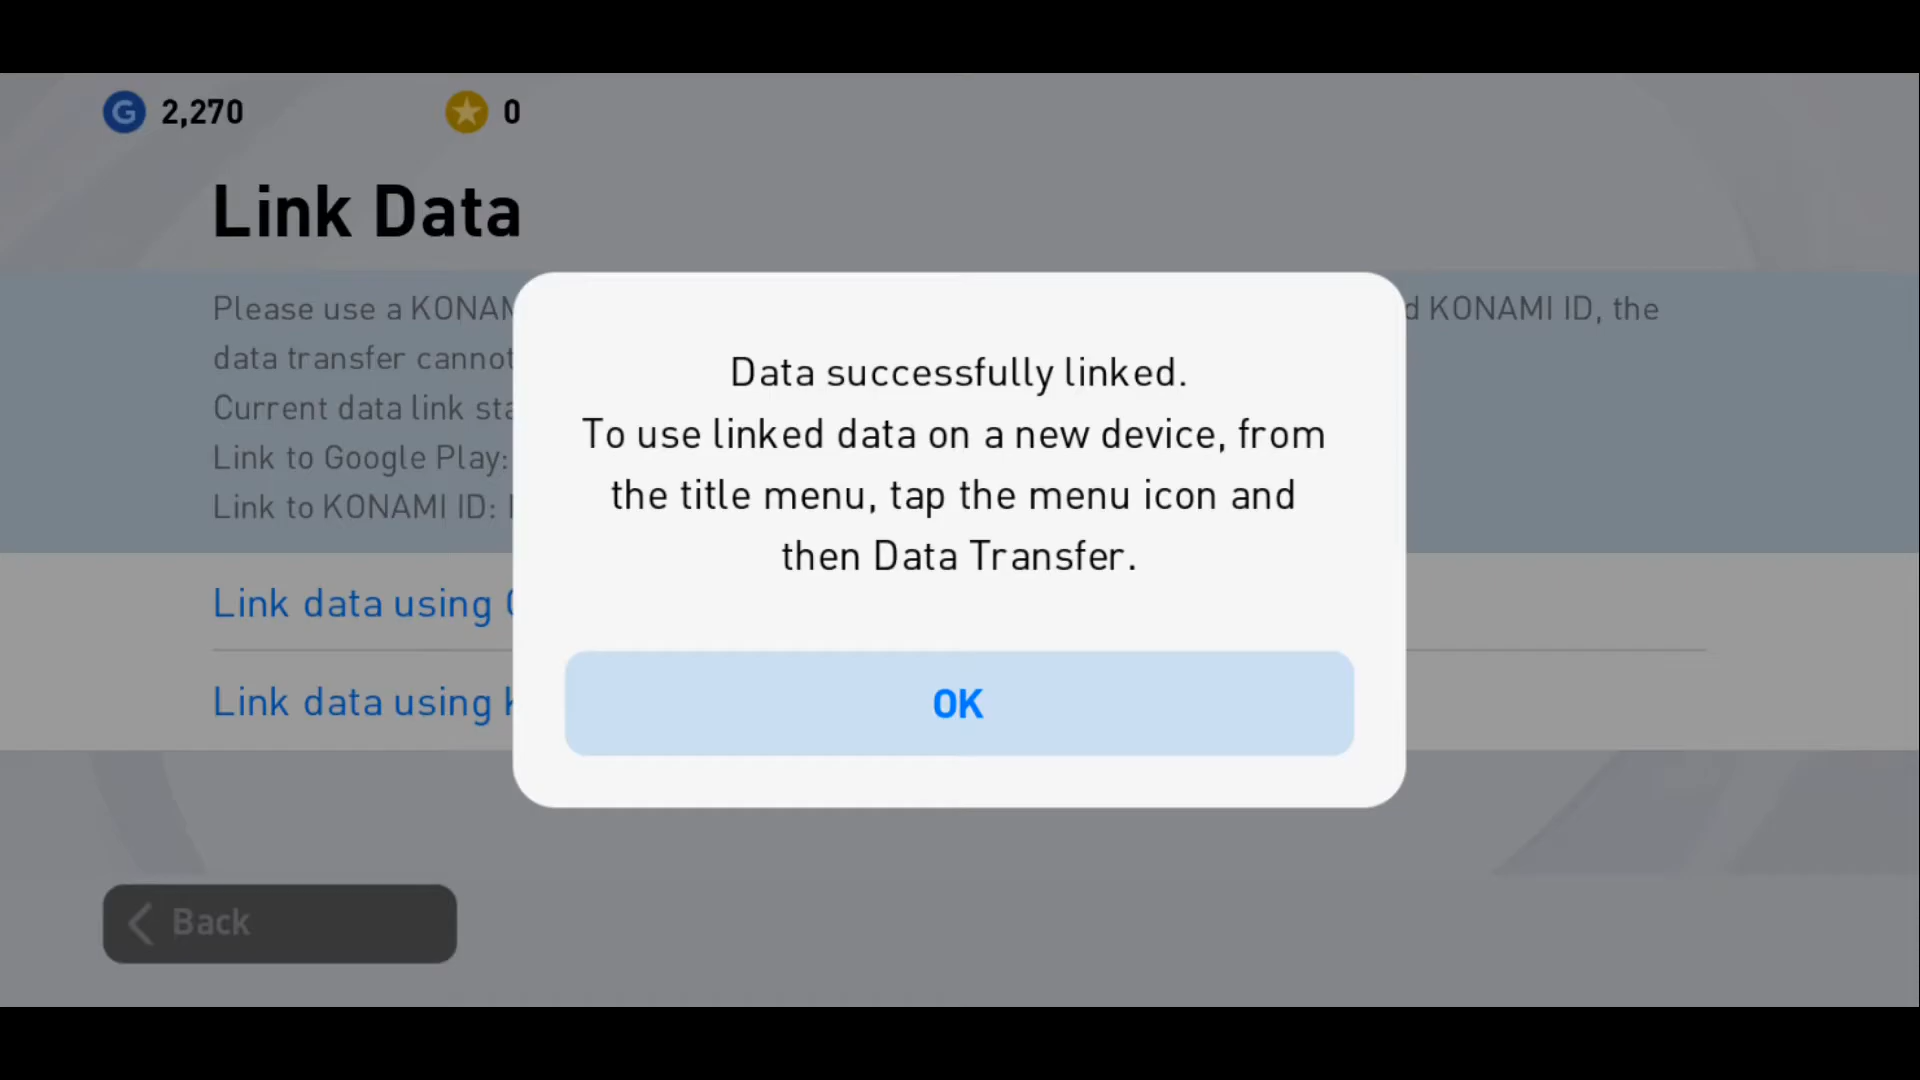 G 2,270 0
Link Data
Please use a KONAM d KONAMI ID, the
data transfer cannot
Current data link sta
Link to Google Play:
Link to KONAMI ID:
Data successfully linked.
To use linked data on a new device, from
the title menu, tap the menu icon and
then Data Transfer.
Link data using
Link data using
OK
Back